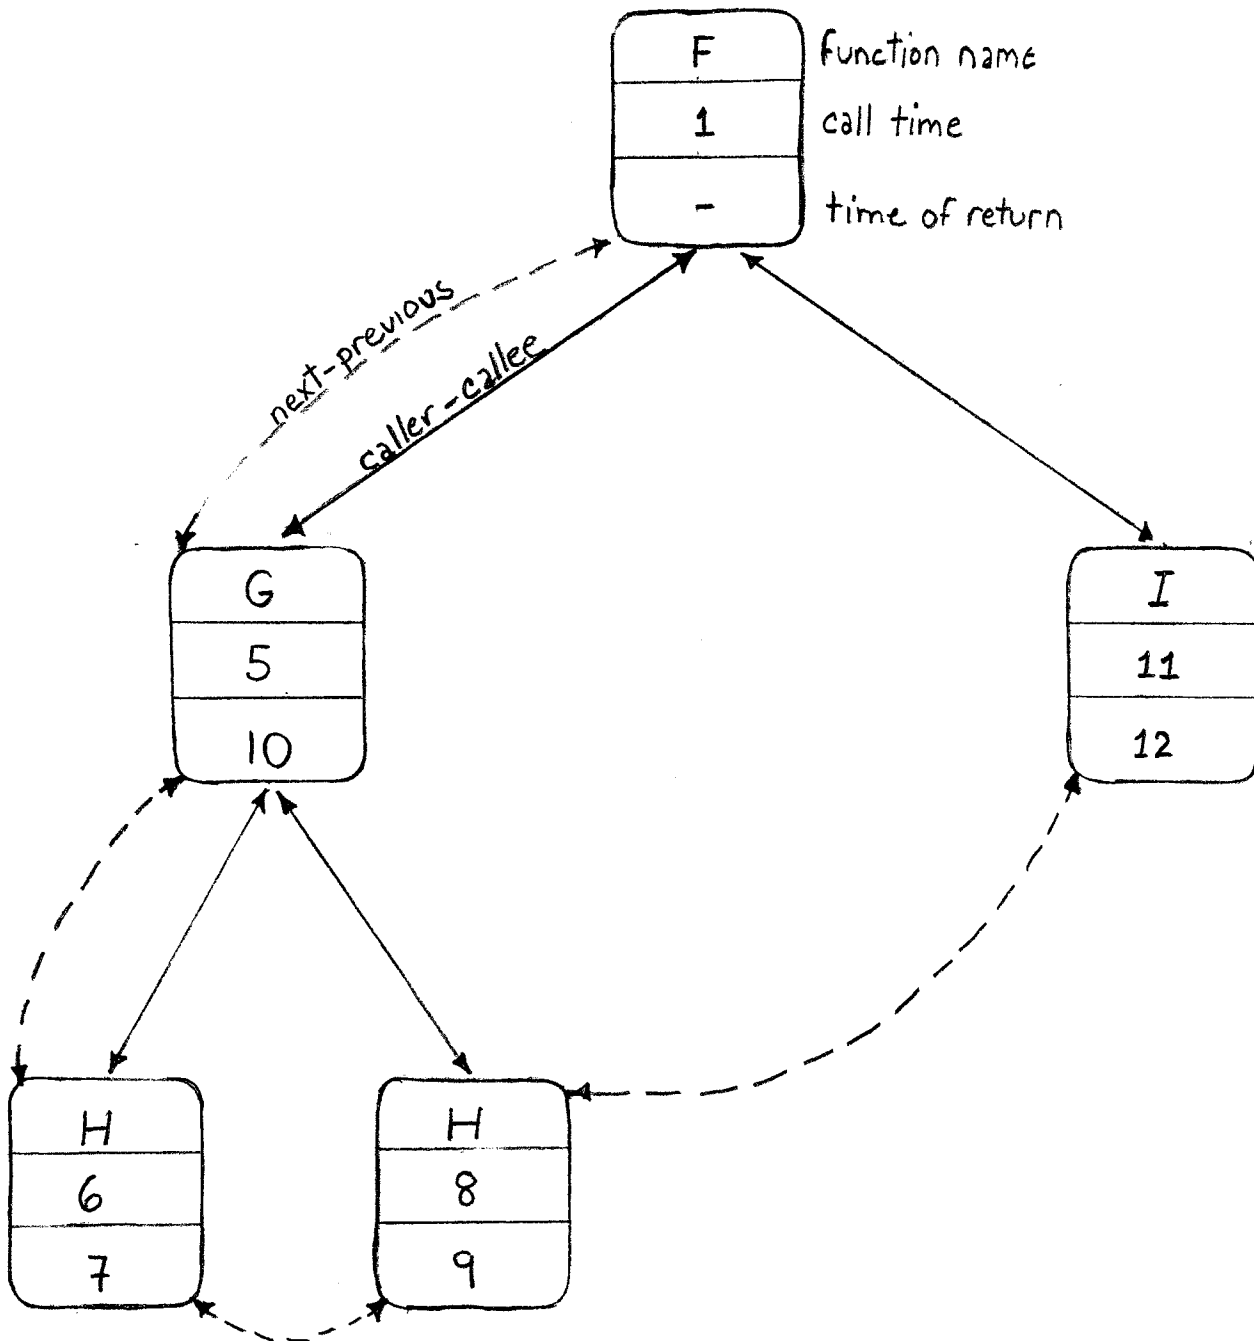 F function name
1 call time
- time of return
next-previous
caller-callee
G
5
10
I
11
12
H
6
7
H
8
9